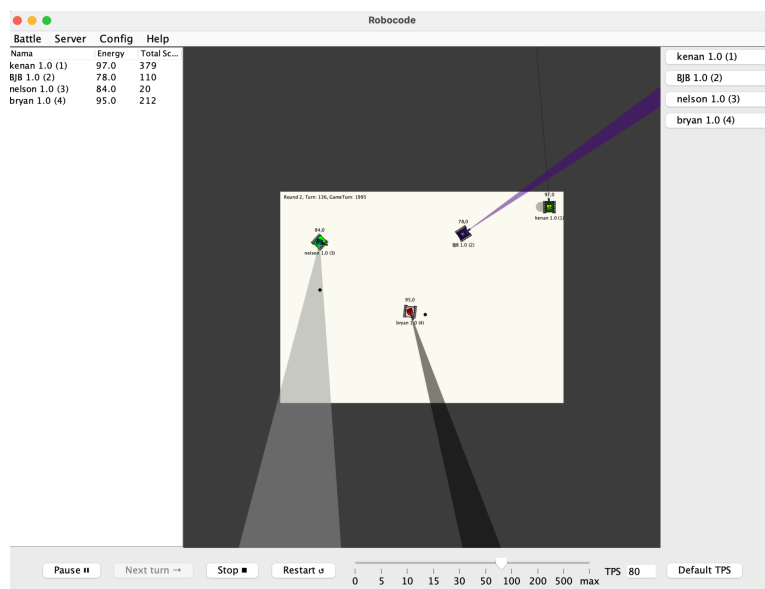 Robocode
Battle Server Config Help
Name Energy Total Sc...
kenan 1.0 (1) 97.0 379
BJB 1.0 (2) 78.0 110
nelson 1.0 (3) 84.0 20
bryan 1.0 (4) 95.0 212
kenan 1.0 (1)
BJB 1.0 (2)
nelson 1.0 (3)
bryan 1.0 (4)
Round 2, Turn: 136, GameTurn: 1995
97,0
kenan 1.0 (1)
78,0
BJB 1.0 (2)
84,0
nelson 1.0 (3)
95,0
bryan 1.0 (4)
Pause Next turn → Stop Restart ↺ 0 5 10 15 30 50 100 200 500 max TPS 80 Default TPS